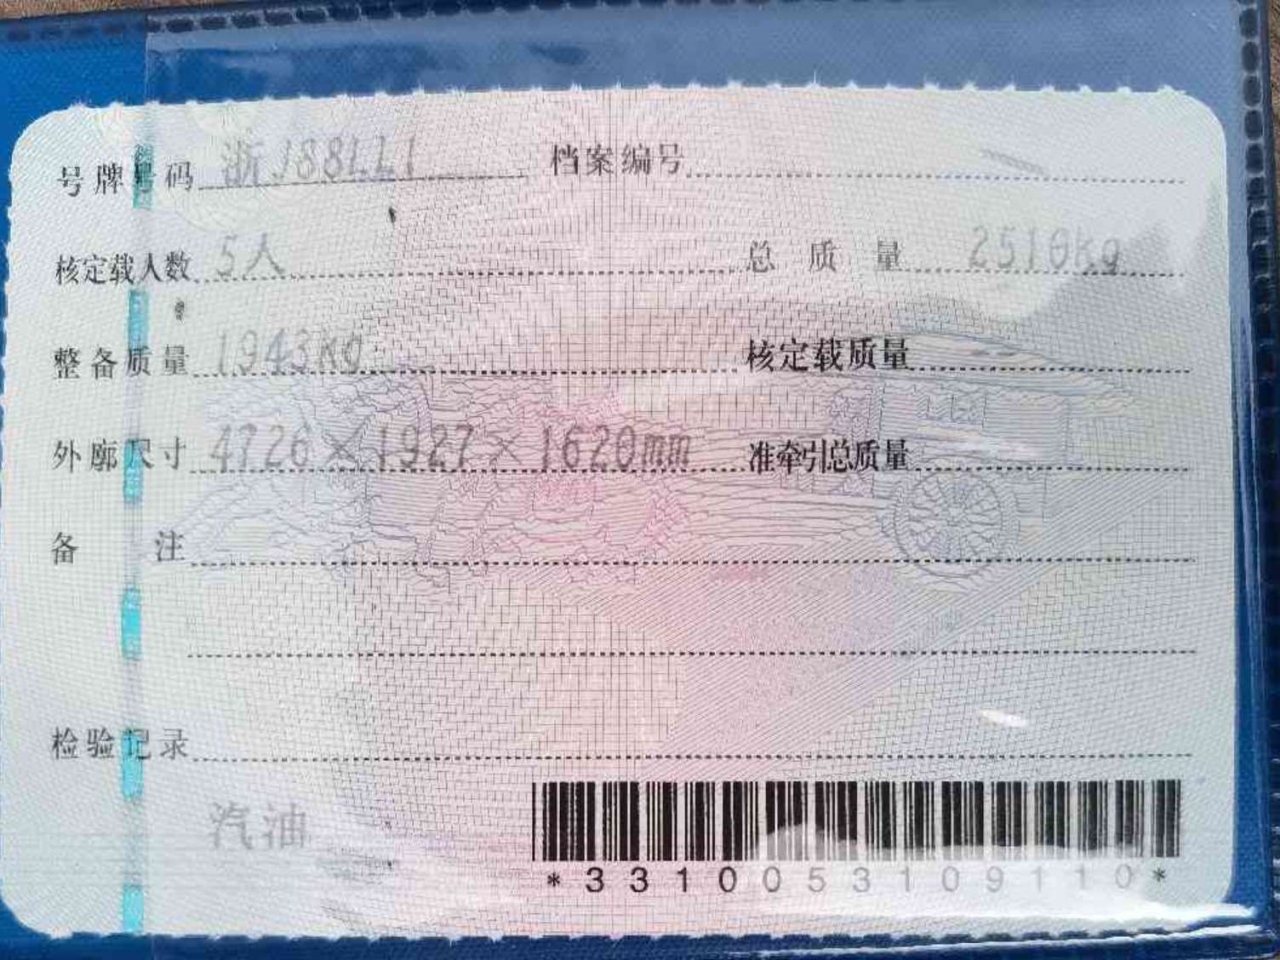 号牌号码 浙J88LL1 档案编号
核定载人数 5人 总质量 2510Kg
整备质量 1943Kg 核定载质量 --
外廓尺寸 4726×1927×1620mm 准牵引总质量
备注
检验记录
汽油
*3310053109110*